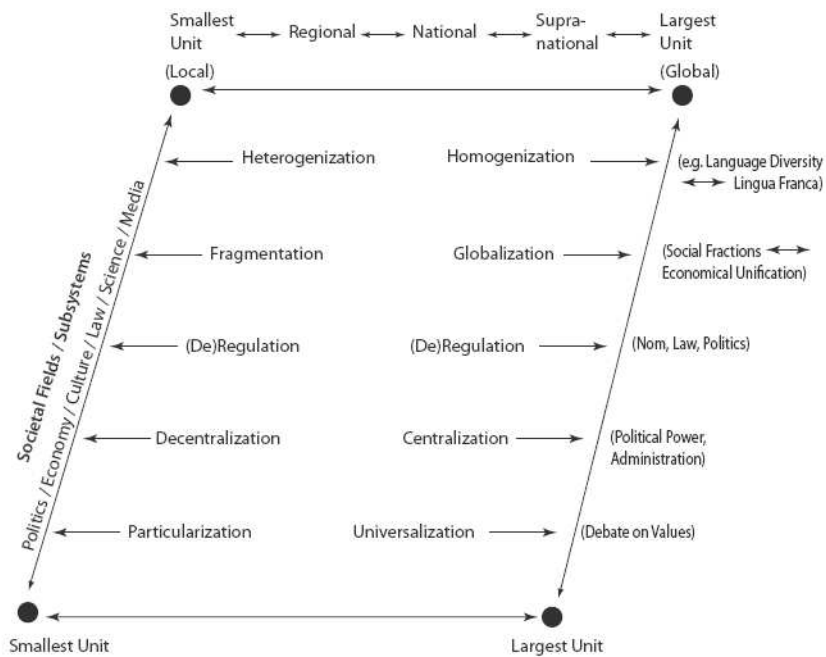 Smallest
Unit
(Local)
Regional
National
Supra-
national
Largest
Unit
(Global)
Heterogenization
Homogenization
(e.g. Language Diversity
Lingua Franca)
Fragmentation
Globalization
(Social Fractions
Economical Unification)
(De)Regulation
(De)Regulation
(Nom, Law, Politics)
Decentralization
Centralization
(Political Power,
Administration)
Particularization
Universalization
(Debate on Values)
Societal Fields / Subsystems
Politics / Economy / Culture / Law / Science / Media
Smallest Unit
Largest Unit